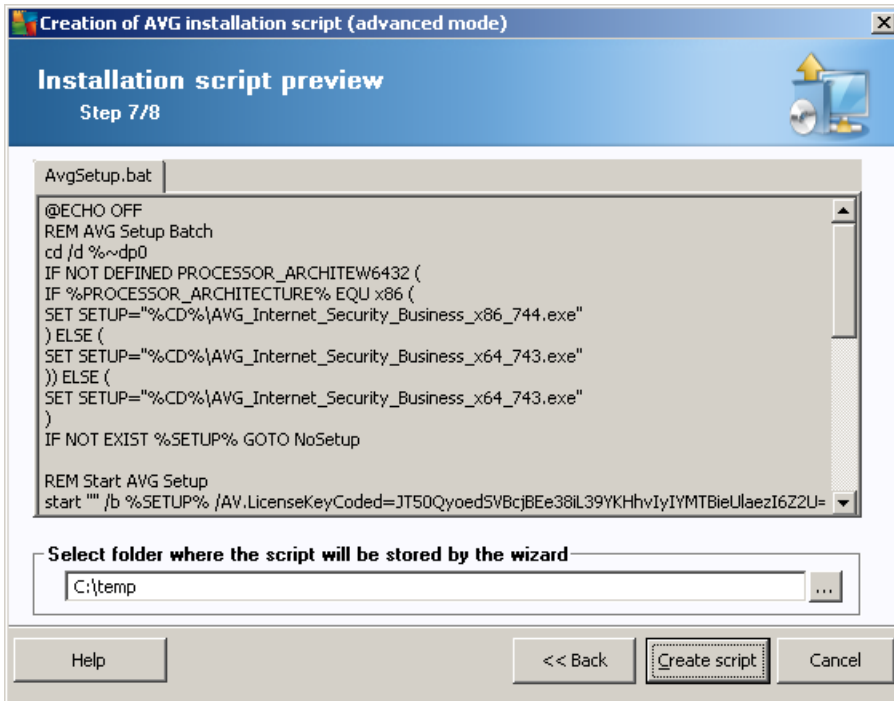 Creation of AVG installation script (advanced mode)
Installation script preview
Step 7/8
AvgSetup.bat
@ECHO OFF
REM AVG Setup Batch
cd /d %~dp0
IF NOT DEFINED PROCESSOR_ARCHITEW6432 (
IF %PROCESSOR_ARCHITECTURE% EQU x86 (
SET SETUP="%CD%\AVG_Internet_Security_Business_x86_744.exe"
) ELSE (
SET SETUP="%CD%\AVG_Internet_Security_Business_x64_743.exe"
)) ELSE (
SET SETUP="%CD%\AVG_Internet_Security_Business_x64_743.exe"
)
IF NOT EXIST %SETUP% GOTO NoSetup
REM Start AVG Setup
start "" /b %SETUP% /AV.LicenseKeyCoded=JT50QyoedSVBcjBEe38iL39YKHhvIyIYMTBieUlaezI6Z2U=
Select folder where the script will be stored by the wizard
C:\temp
...
Help
<< Back
Create script
Cancel